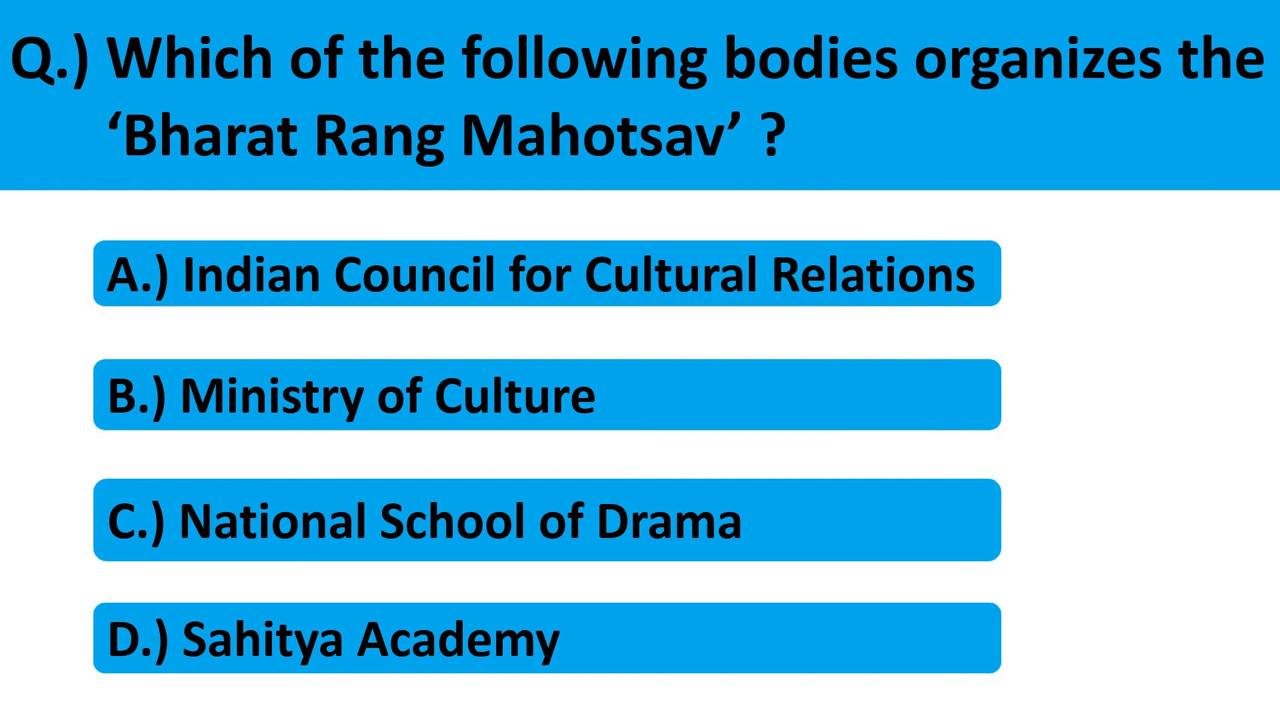 Q.) Which of the following bodies organizes the
‘Bharat Rang Mahotsav’ ?
A.) Indian Council for Cultural Relations
B.) Ministry of Culture
C.) National School of Drama
D.) Sahitya Academy